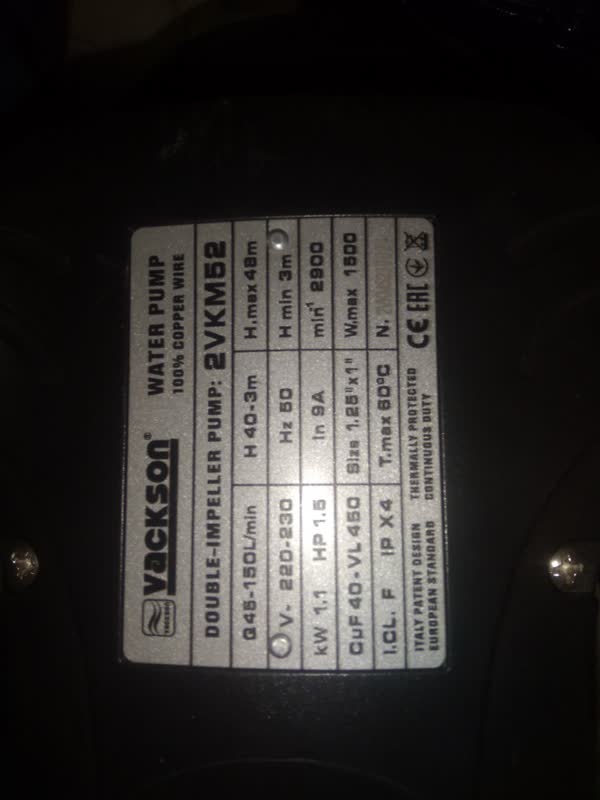 VACKSON®
WATER PUMP
100% COPPER WIRE
VACKSON
DOUBLE-IMPELLER PUMP: 2VKM52
Q45-150L/min H 40-3m H.max48m
V~ 220-230 Hz 50 H min 3m
kW 1.1 HP 1.5 In 9A min⁻¹ 2900
CµF 40-VL 450 Size 1.25"x1" W.max 1500
I.CL. F IP X4 T.max 60°C N.
ITALY PATENT DESIGN THERMALLY PROTECTED CE EAC
EUROPEAN STANDARD CONTINUOUS DUTY